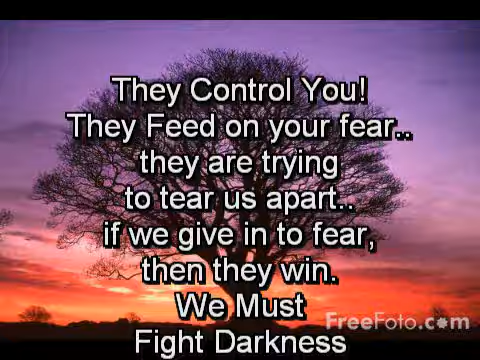 They Control You!
They Feed on your fear..
they are trying
to tear us apart..
if we give in to fear,
then they win.
We Must
Fight Darkness
FreeFoto.com